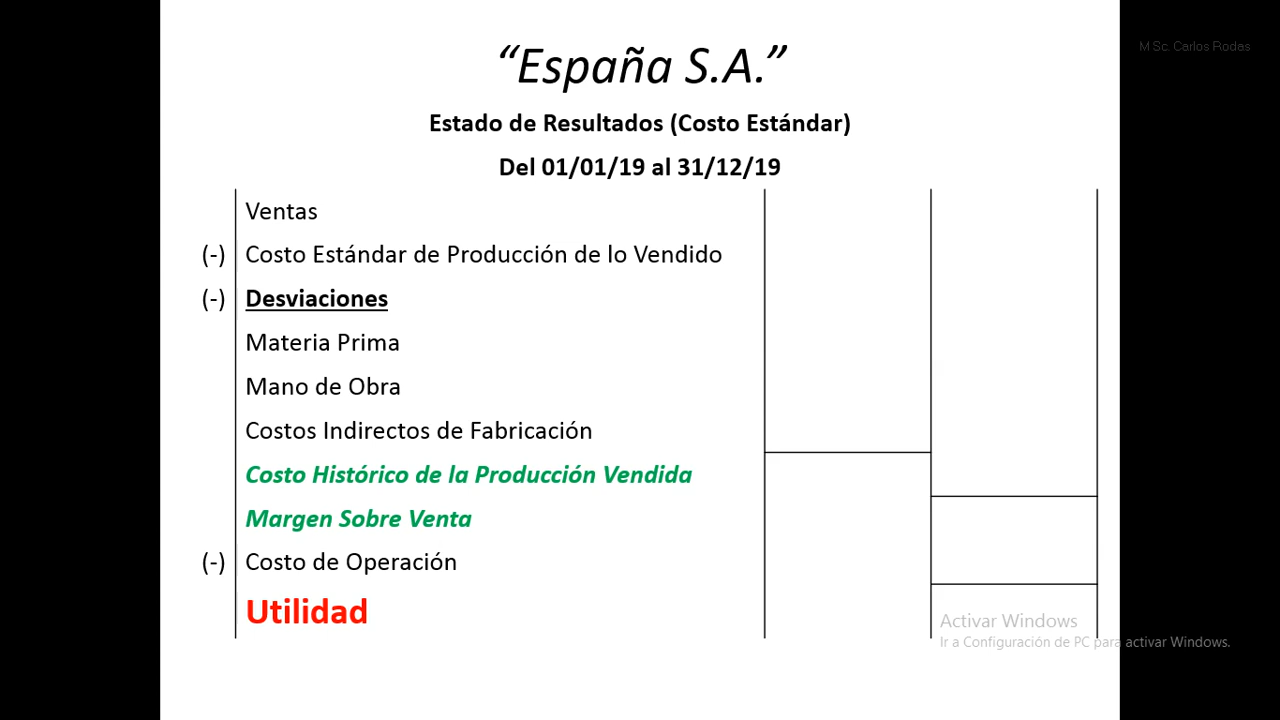 “España S.A.”
M Sc. Carlos Rodas
Estado de Resultados (Costo Estándar)
Del 01/01/19 al 31/12/19
Ventas
(-) Costo Estándar de Producción de lo Vendido
(-) Desviaciones
Materia Prima
Mano de Obra
Costos Indirectos de Fabricación
Costo Histórico de la Producción Vendida
Margen Sobre Venta
(-) Costo de Operación
Utilidad
Activar Windows
Ir a Configuración de PC para activar Windows.